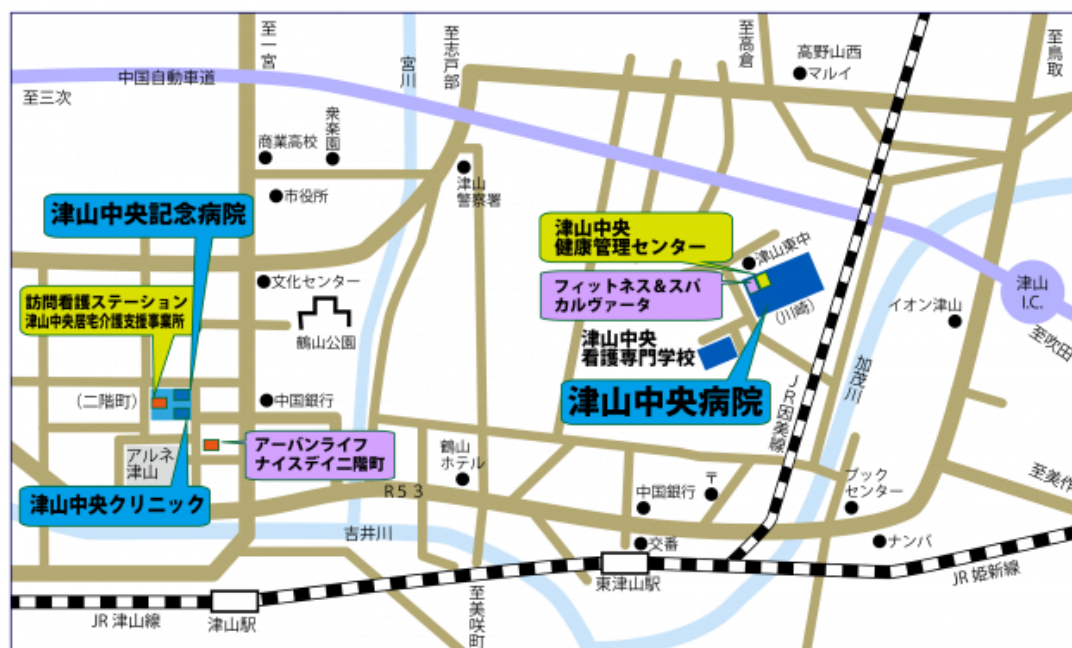 至一宮
宮川
至志戸部
至高倉
高野山西
マルイ
至鳥取
中国自動車道
至三次
商業高校
衆楽園
市役所
津山
警察署
津山中央記念病院
津山中央
健康管理センター
津山東中
フィットネス&スパ
カルヴァータ
(川崎)
津山
I.C.
至吹田
イオン津山
文化センター
訪問看護ステーション
津山中央居宅介護支援事業所
鶴山公園
津山中央
看護専門学校
津山中央病院
JR因美線
加茂川
(二階町)
中国銀行
アーバンライフ
ナイスデイ二階町
アルネ
津山
鶴山
ホテル
〒
中国銀行
ブック
センター
至美作
津山中央クリニック
R53
吉井川
交番
ナンバ
東津山駅
JR姫新線
至美咲町
JR津山線
津山駅